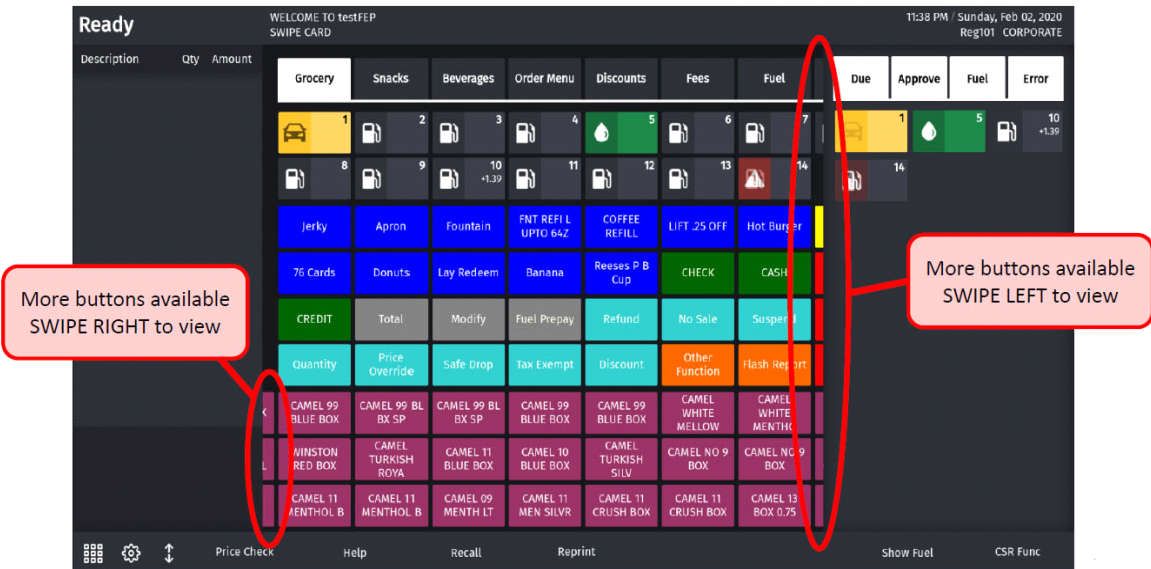 Ready
WELCOME TO testFEP
SWIPE CARD
11:38 PM / Sunday, Feb 02, 2020
Reg101 CORPORATE
Description Qty Amount
Grocery Snacks Beverages Order Menu Discounts Fees Fuel
Due Approve Fuel Error
1 2 3 4 5 6 7
1 5 10
+1.39
8 9 10 11 12 13 14
+1.39
14
Jerky Apron Fountain FNT REFI L UPTO 64Z COFFEE REFILL LIFT .25 OFF Hot Burger
76 Cards Donuts Lay Redeem Banana Reeses P B Cup CHECK CASH
More buttons available
SWIPE RIGHT to view
More buttons available
SWIPE LEFT to view
CREDIT Total Modify Fuel Prepay Refund No Sale Suspend
Quantity Price Override Safe Drop Tax Exempt Discount Other Function Flash Report
CAMEL 99 BLUE BOX CAMEL 99 BL BX SP CAMEL 99 BL BX SP CAMEL 99 BLUE BOX CAMEL 99 BLUE BOX CAMEL WHITE MELLOW CAMEL WHITE
WINSTON RED BOX CAMEL TURKISH ROYA CAMEL 11 BLUE BOX CAMEL 10 BLUE BOX CAMEL TURKISH SILV CAMEL NO 9 BOX CAMEL NO 9 BOX
CAMEL 11 MENTHOL B CAMEL 11 MENTHOL B CAMEL 09 MENTH LT CAMEL 11 MEN SILVR CAMEL 11 CRUSH BOX CAMEL 11 CRUSH BOX CAMEL 13 BOX 0.75
Price Check Help Recall Reprint Show Fuel CSR Func